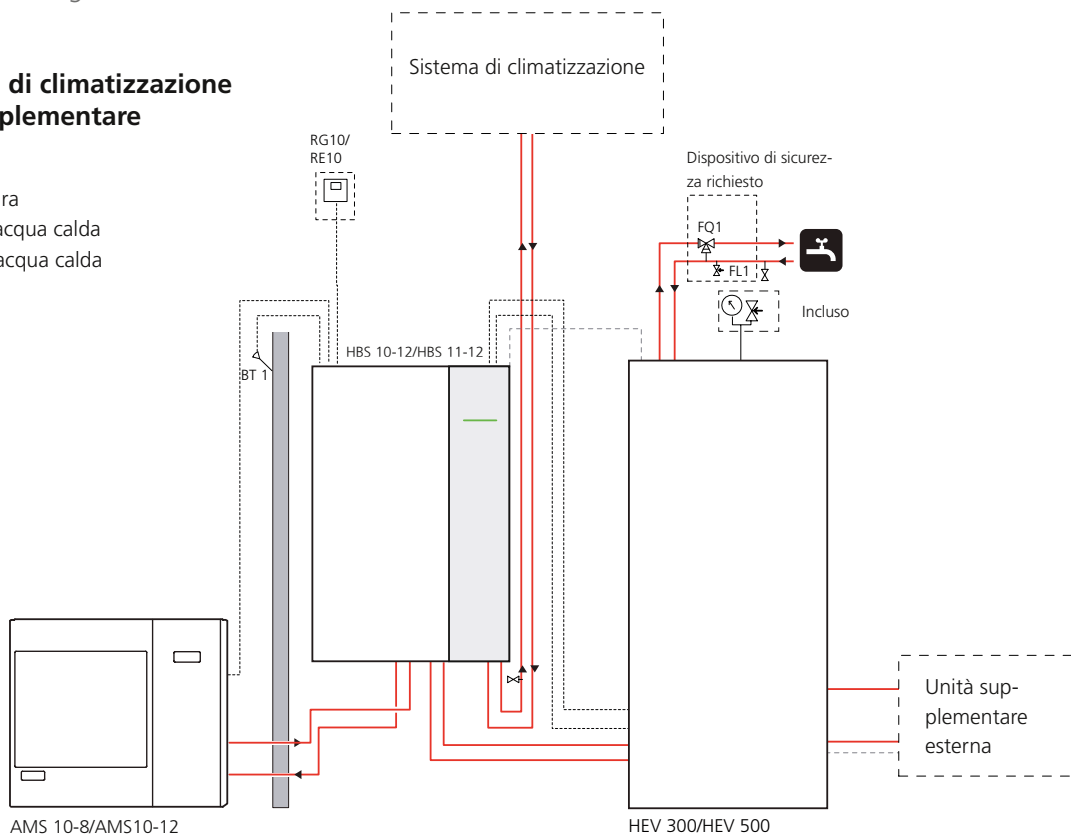 di climatizzazione
plementare
ra
acqua calda
acqua calda
Sistema di climatizzazione
RG10/
RE10
Dispositivo di sicurez-
za richiesto
FQ1
FL1
Incluso
HBS 10-12/HBS 11-12
BT 1
Unità sup-
plementare
esterna
AMS 10-8/AMS10-12
HEV 300/HEV 500